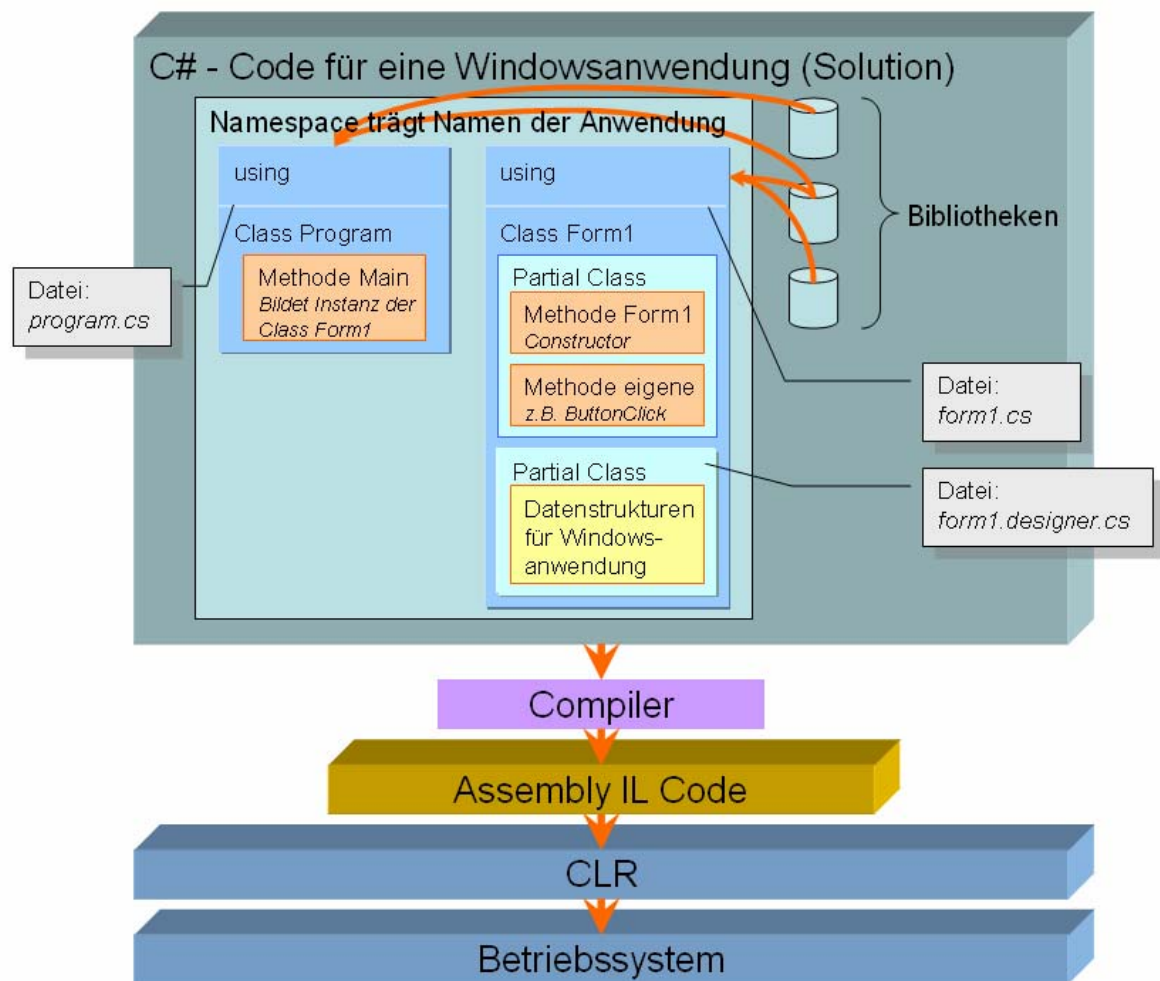 C# - Code für eine Windowsanwendung (Solution)
Namespace trägt Namen der Anwendung
using
Class Program
Methode Main
Bildet Instanz der
Class Form1
using
Class Form1
Partial Class
Methode Form1
Constructor
Methode eigene
z.B. ButtonClick
Partial Class
Datenstrukturen
für Windows-
anwendung
Bibliotheken
Datei:
program.cs
Datei:
form1.cs
Datei:
form1.designer.cs
Compiler
Assembly IL Code
CLR
Betriebssystem